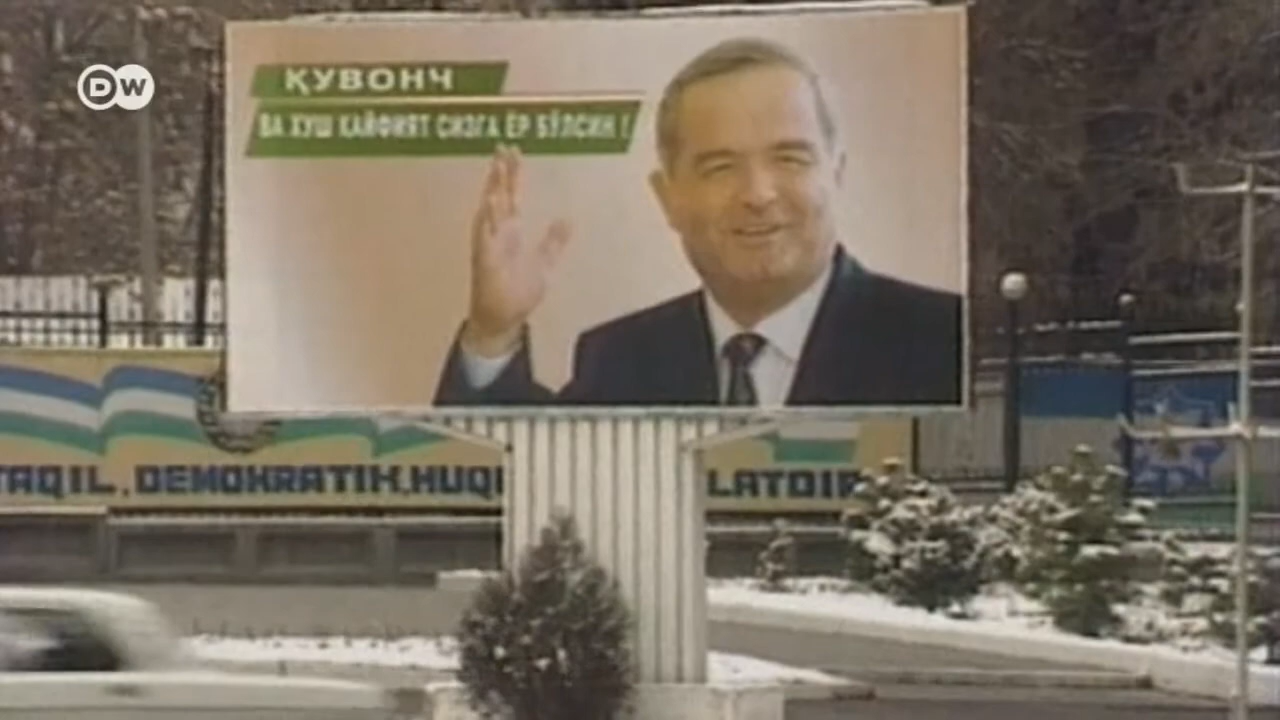 DW
ҚУВОНЧ
ВА ХУШ КАЙФИЯТ СИЗГА ЁР БЎЛСИН !
TAQIL, DEMOKRATIK, HUQU LATDIR